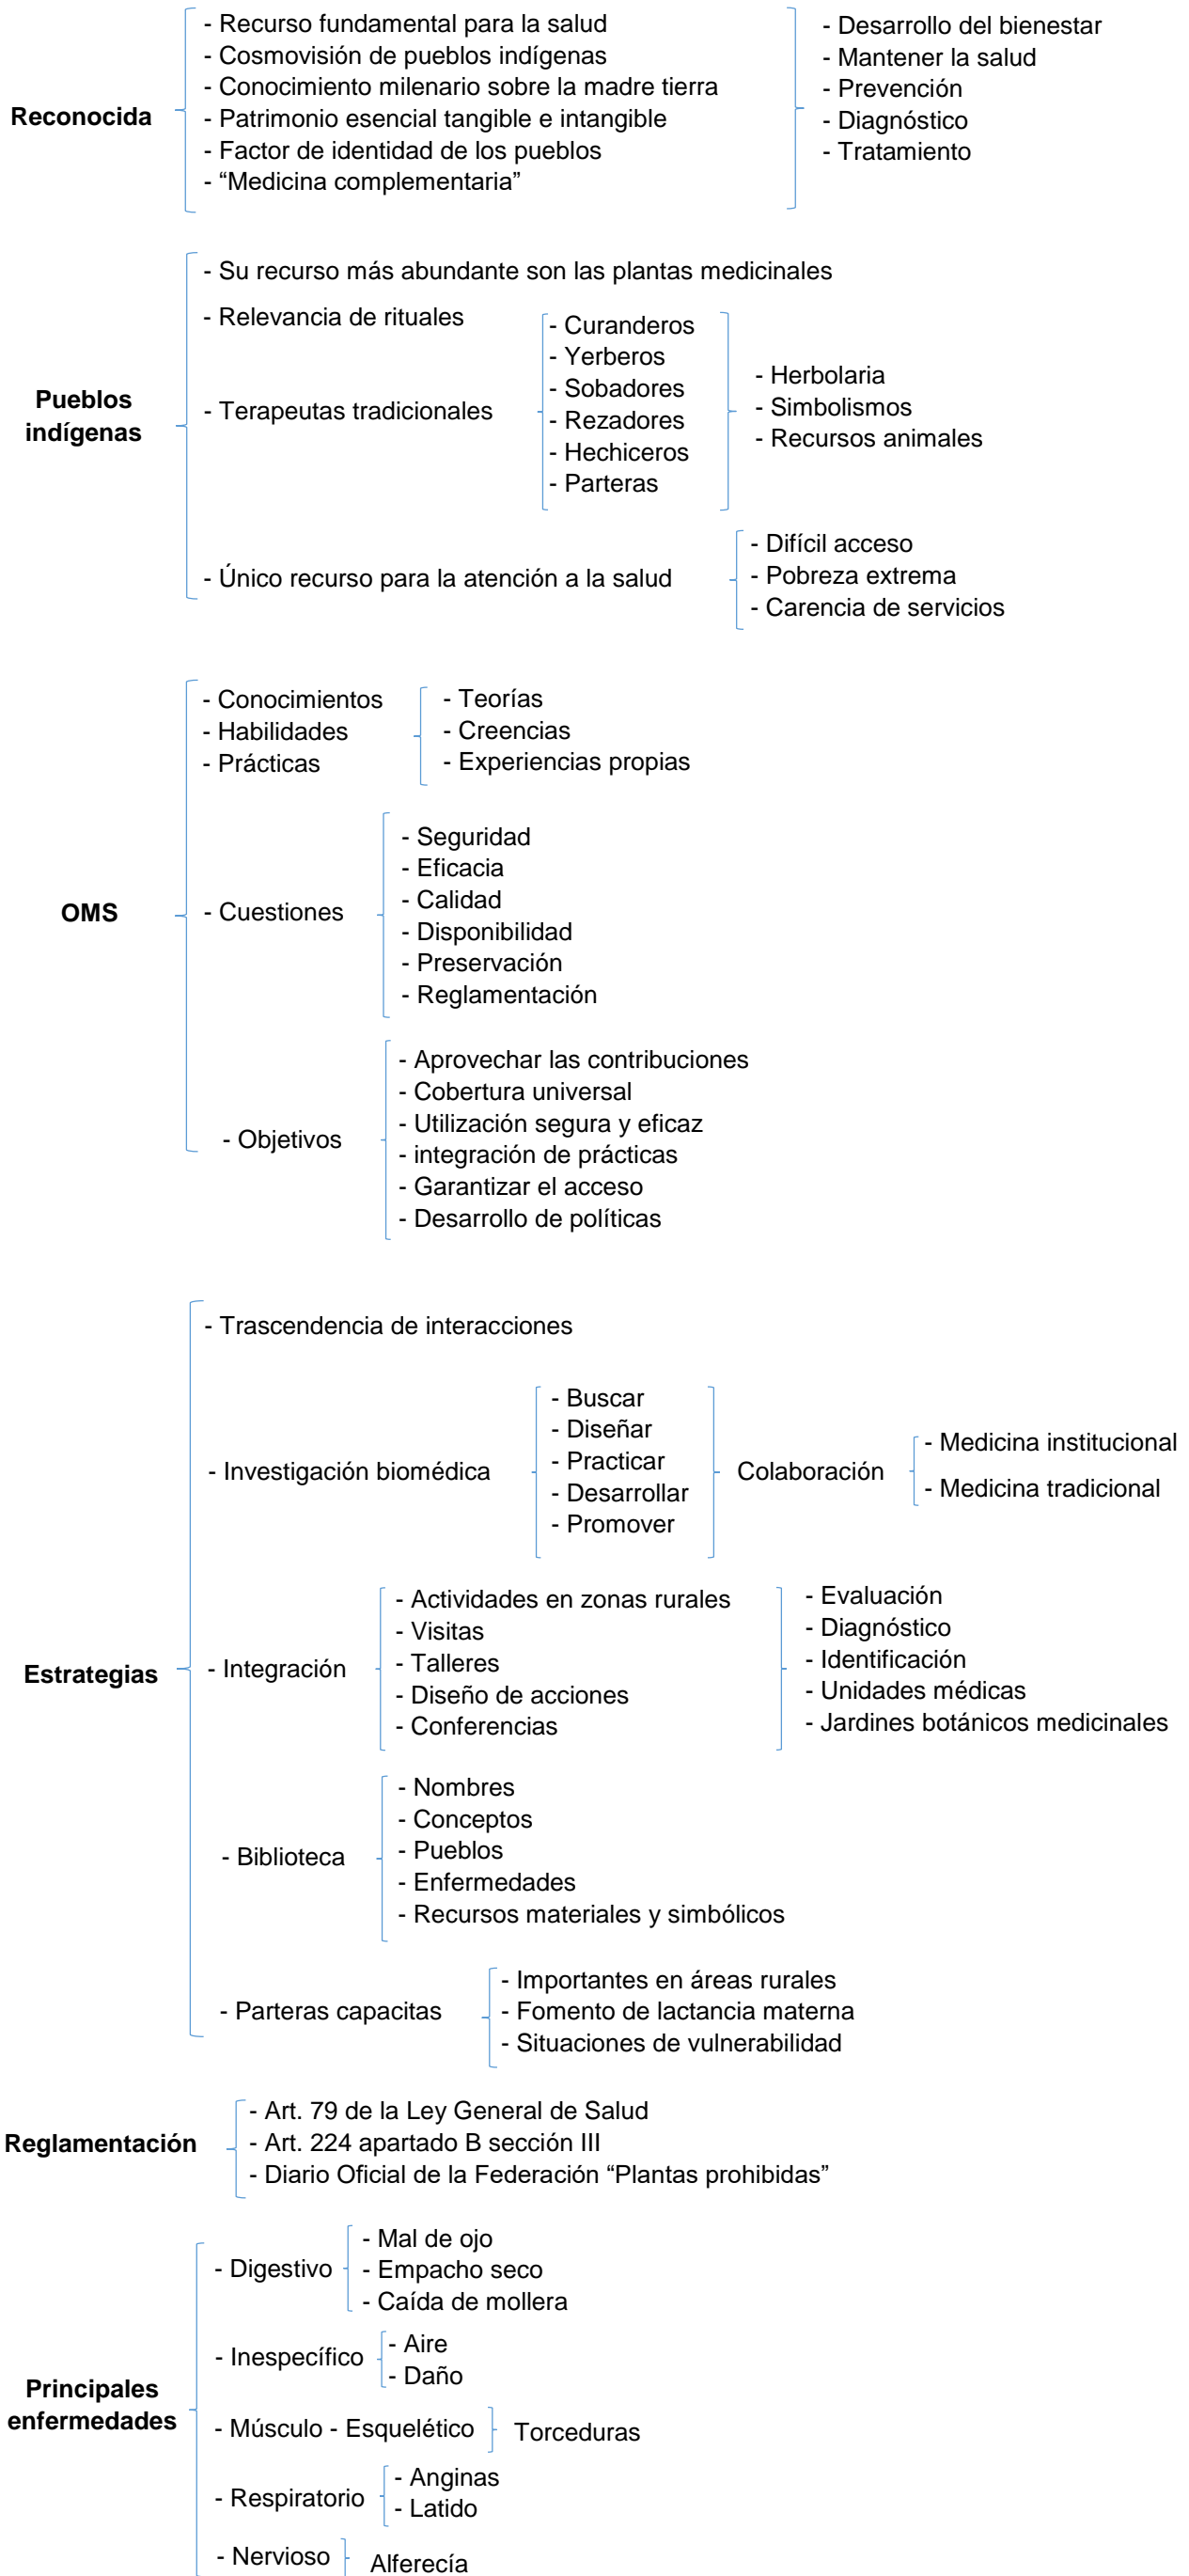 Reconocida
- Recurso fundamental para la salud
- Cosmovisión de pueblos indígenas
- Conocimiento milenario sobre la madre tierra
- Patrimonio esencial tangible e intangible
- Factor de identidad de los pueblos
- “Medicina complementaria”
- Desarrollo del bienestar
- Mantener la salud
- Prevención
- Diagnóstico
- Tratamiento
Pueblos
indígenas
- Su recurso más abundante son las plantas medicinales
- Relevancia de rituales
- Terapeutas tradicionales
- Curanderos
- Yerberos
- Sobadores
- Rezadores
- Hechiceros
- Parteras
- Herbolaria
- Simbolismos
- Recursos animales
- Único recurso para la atención a la salud
- Difícil acceso
- Pobreza extrema
- Carencia de servicios
OMS
- Conocimientos
- Habilidades
- Prácticas
- Teorías
- Creencias
- Experiencias propias
- Cuestiones
- Seguridad
- Eficacia
- Calidad
- Disponibilidad
- Preservación
- Reglamentación
- Objetivos
- Aprovechar las contribuciones
- Cobertura universal
- Utilización segura y eficaz
- integración de prácticas
- Garantizar el acceso
- Desarrollo de políticas
Estrategias
- Trascendencia de interacciones
- Investigación biomédica
- Buscar
- Diseñar
- Practicar
- Desarrollar
- Promover
Colaboración
- Medicina institucional
- Medicina tradicional
- Integración
- Actividades en zonas rurales
- Visitas
- Talleres
- Diseño de acciones
- Conferencias
- Evaluación
- Diagnóstico
- Identificación
- Unidades médicas
- Jardines botánicos medicinales
- Biblioteca
- Nombres
- Conceptos
- Pueblos
- Enfermedades
- Recursos materiales y simbólicos
- Parteras capacitas
- Importantes en áreas rurales
- Fomento de lactancia materna
- Situaciones de vulnerabilidad
Reglamentación
- Art. 79 de la Ley General de Salud
- Art. 224 apartado B sección III
- Diario Oficial de la Federación “Plantas prohibidas”
Principales
enfermedades
- Digestivo
- Mal de ojo
- Empacho seco
- Caída de mollera
- Inespecífico
- Aire
- Daño
- Músculo - Esquelético
Torceduras
- Respiratorio
- Anginas
- Latido
- Nervioso
Alferecía